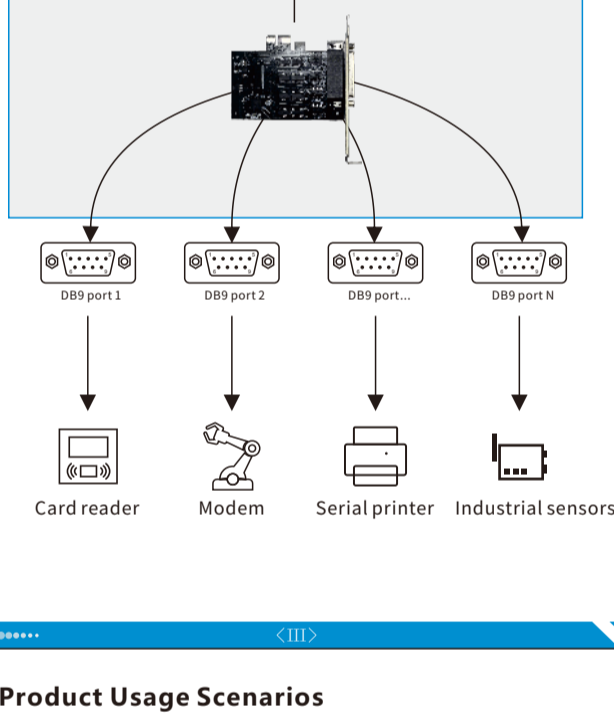 DB9 port 1 DB9 port 2 DB9 port... DB9 port N
Card reader Modem Serial printer Industrial sensors
〈III〉
Product Usage Scenarios